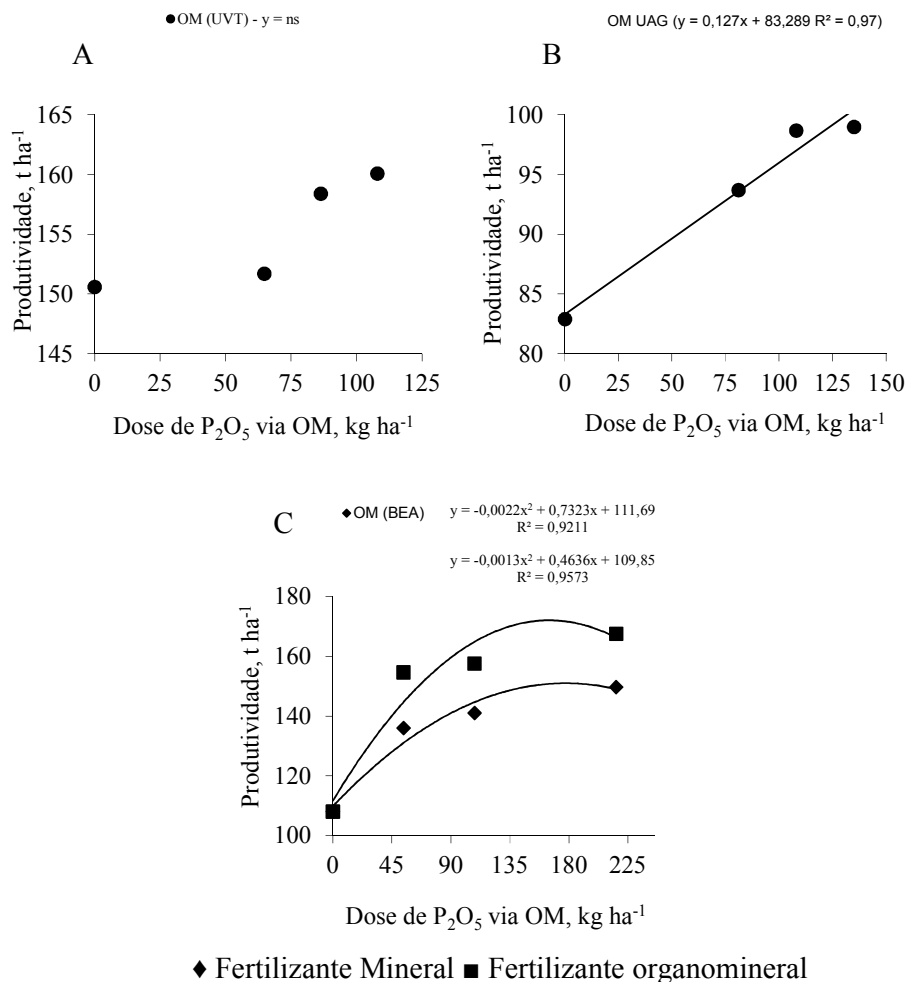 ● OM (UVT) - y = ns
OM UAG (y = 0,127x + 83,289 R² = 0,97)
A
B
165
160
155
150
145
Produtividade, t ha⁻¹
0 25 50 75 100 125
Dose de P₂O₅ via OM, kg ha⁻¹
100
95
90
85
80
Produtividade, t ha⁻¹
0 25 50 75 100 125 150
Dose de P₂O₅ via OM, kg ha⁻¹
C
◆ OM (BEA)
y = -0,0022x² + 0,7323x + 111,69
R² = 0,9211
y = -0,0013x² + 0,4636x + 109,85
R² = 0,9573
180
160
140
120
100
Produtividade, t ha⁻¹
0 45 90 135 180 225
Dose de P₂O₅ via OM, kg ha⁻¹
◆ Fertilizante Mineral ■ Fertilizante organomineral